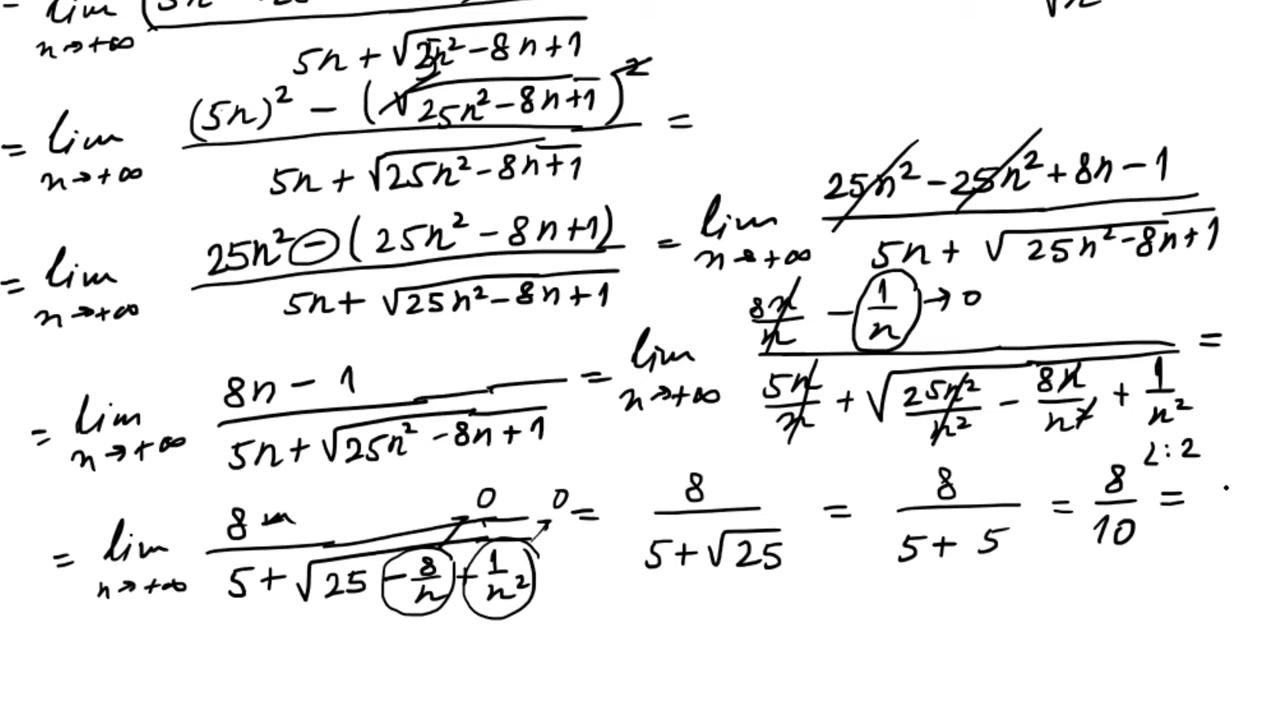 lim n→+∞
5n + √(25n² - 8n + 1)
= lim n→+∞ ((5n)² - (√(25n² - 8n + 1))²) / (5n + √(25n² - 8n + 1)) =
= lim n→+∞ (25n² - (25n² - 8n + 1)) / (5n + √(25n² - 8n + 1)) = lim n→+∞ (25n² - 25n² + 8n - 1) / (5n + √(25n² - 8n + 1))
= lim n→+∞ (8n - 1) / (5n + √(25n² - 8n + 1)) = lim n→+∞ (8n/n - 1/n → 0) / (5n/n + √(25n²/n² - 8n/n² + 1/n²)) =
= lim n→+∞ 8 / (5 + √(25 - 8/n + 1/n²)) 0 0 = 8 / (5 + √25) = 8 / (5 + 5) = 8/10 = :2